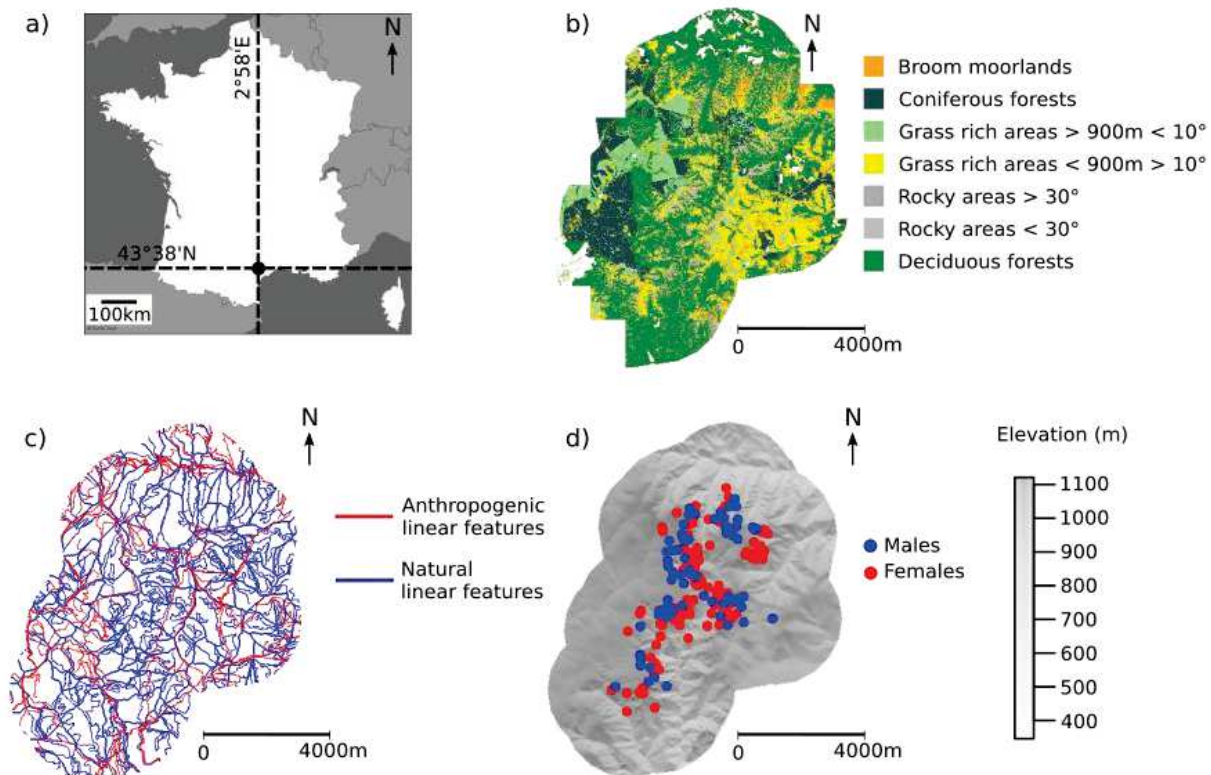 a)
N
2°58'E
43°38'N
100km
b)
N
Broom moorlands
Coniferous forests
Grass rich areas > 900m < 10°
Grass rich areas < 900m > 10°
Rocky areas > 30°
Rocky areas < 30°
Deciduous forests
0
4000m
c)
N
Anthropogenic
linear features
Natural
linear features
0
4000m
d)
N
Males
Females
0
4000m
Elevation (m)
1100
1000
900
800
700
600
500
400